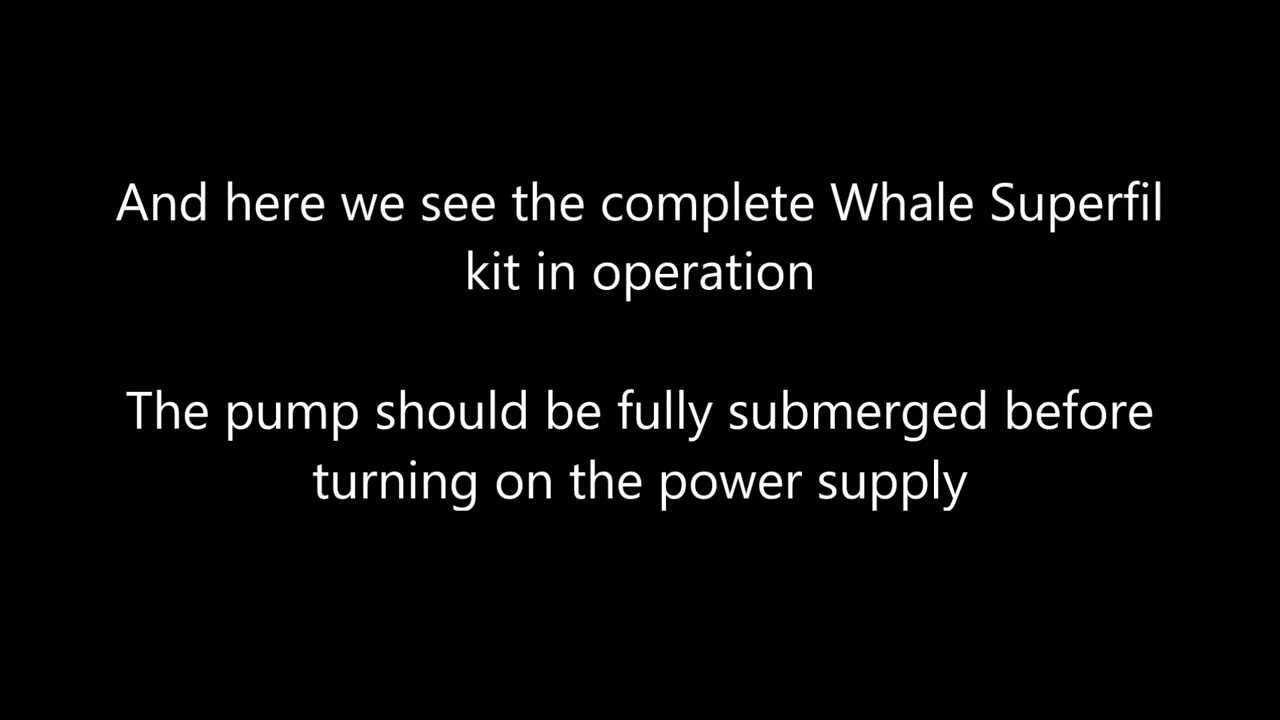 And here we see the complete Whale Superfil
kit in operation
The pump should be fully submerged before
turning on the power supply